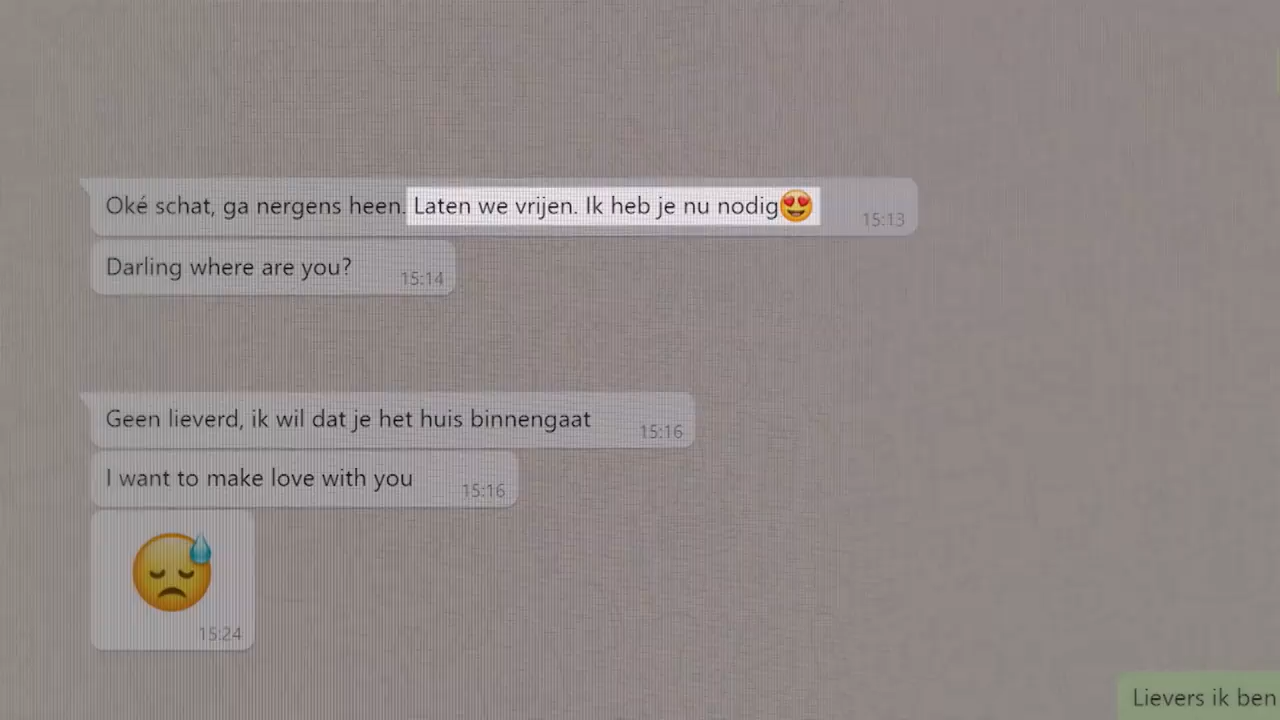 Oké schat, ga nergens heen. Laten we vrijen. Ik heb je nu nodig😍 15:13
Darling where are you? 15:14
Geen lieverd, ik wil dat je het huis binnengaat 15:16
I want to make love with you 15:16
15:24
Lievers ik ben